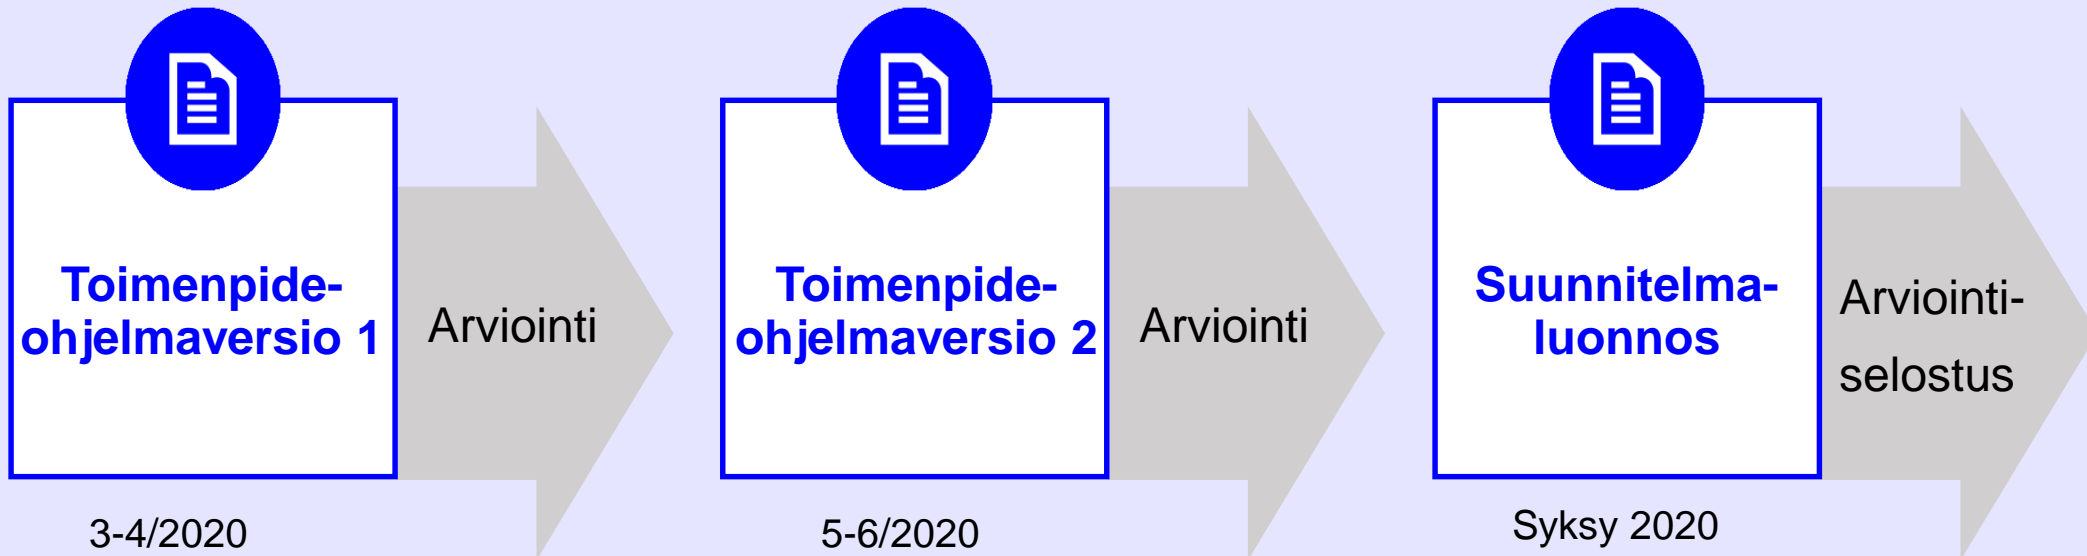 Toimenpide-
ohjelmaversio 1
Arviointi
Toimenpide-
ohjelmaversio 2
Arviointi
Suunnitelma-
luonnos
Arviointi-
selostus
3-4/2020
5-6/2020
Syksy 2020